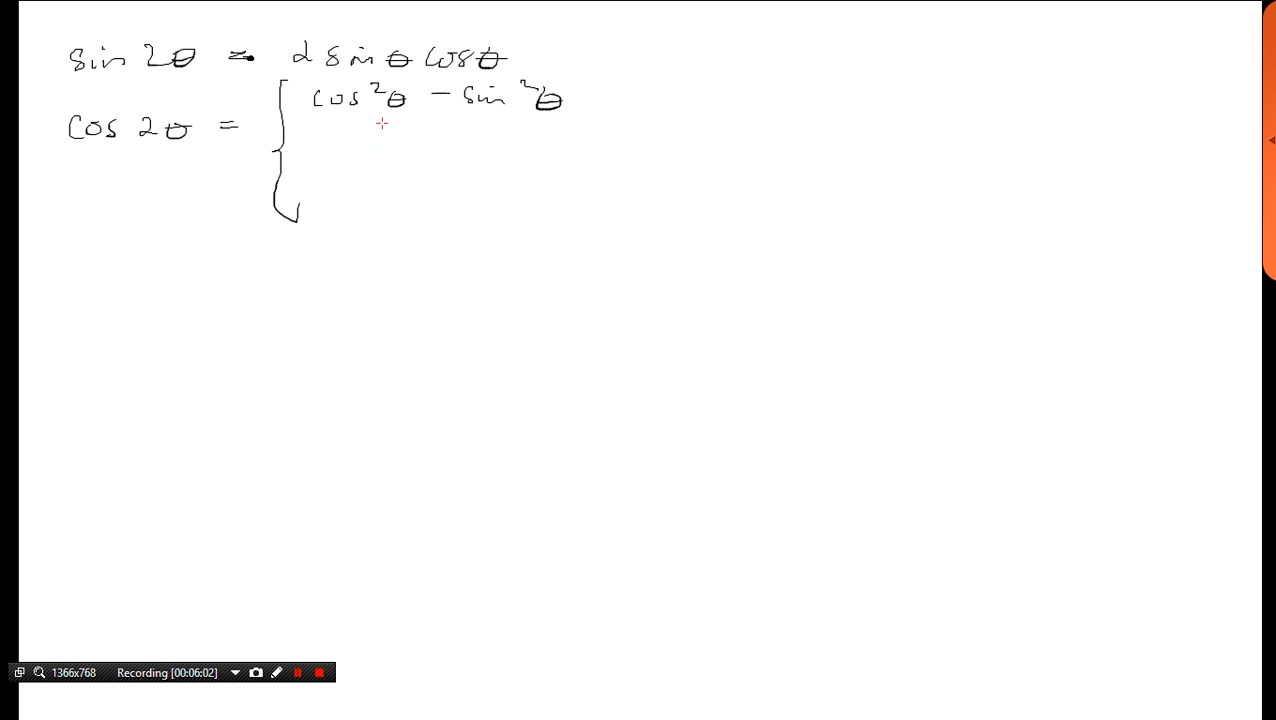 sin 2θ = 2 sin θ cos θ
cos 2θ = { cos²θ − sin²θ
1366x768 Recording [00:06:02]